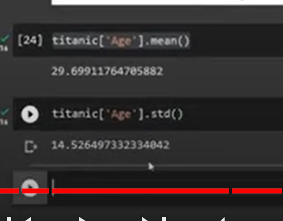 [24] titanic['Age'].mean()
29.69911764705882
titanic['Age'].std()
14.526497332334042